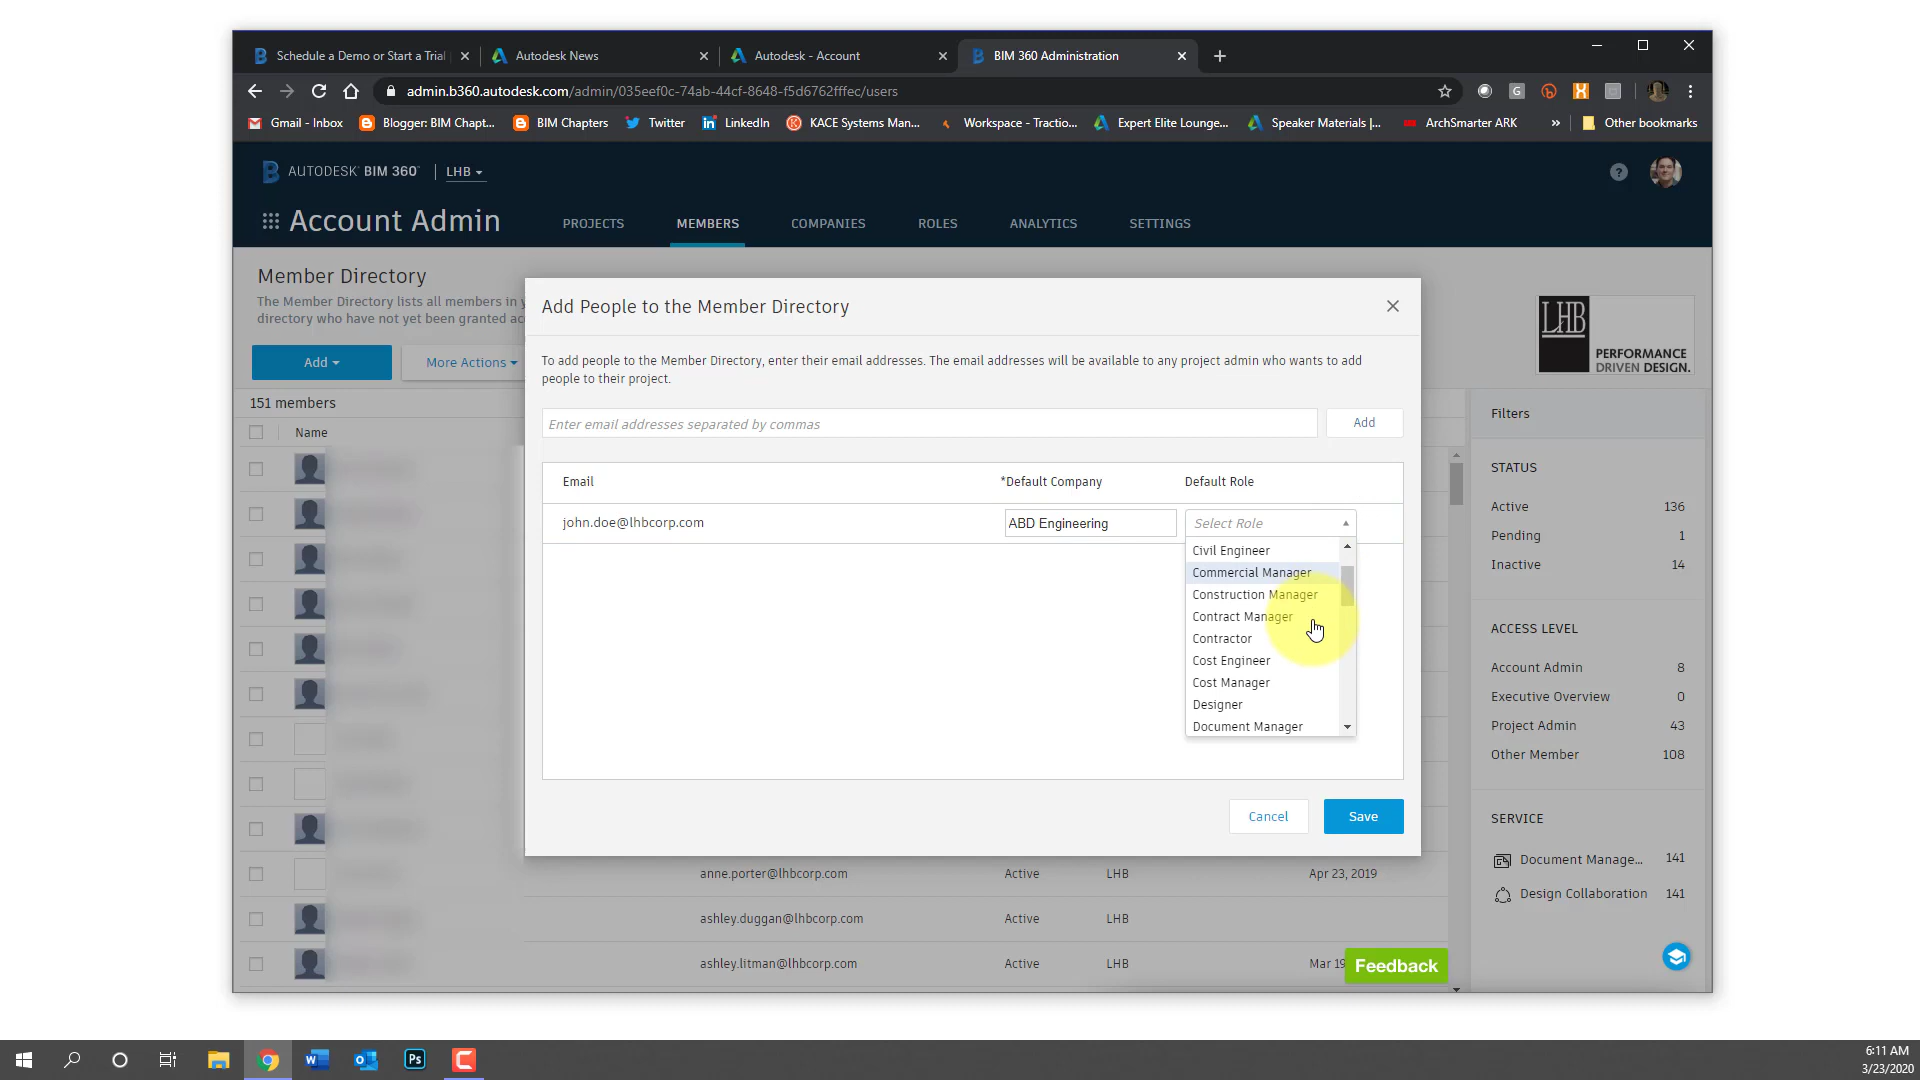 Schedule a Demo or Start a Trial
Autodesk News
Autodesk - Account
BIM 360 Administration
admin.b360.autodesk.com/admin/035eef0c-74ab-44cf-8648-f5d6762fffec/users
Gmail - Inbox
Blogger: BIM Chapt...
BIM Chapters
Twitter
LinkedIn
KACE Systems Man...
Workspace - Tractio...
Expert Elite Lounge...
Speaker Materials |...
ArchSmarter ARK
»
Other bookmarks
AUTODESK® BIM 360™
LHB
Account Admin
PROJECTS
MEMBERS
COMPANIES
ROLES
ANALYTICS
SETTINGS
Member Directory
The Member Directory lists all members in
directory who have not yet been granted
Add
More Actions
LHB
PERFORMANCE
DRIVEN DESIGN.
151 members
Name
Add People to the Member Directory
To add people to the Member Directory, enter their email addresses. The email addresses will be available to any project admin who wants to add
people to their project.
Enter email addresses separated by commas
Add
Email
*Default Company
Default Role
john.doe@lhbcorp.com
ABD Engineering
Select Role
Civil Engineer
Commercial Manager
Construction Manager
Contract Manager
Contractor
Cost Engineer
Cost Manager
Designer
Document Manager
Cancel
Save
anne.porter@lhbcorp.com
Active
LHB
Apr 23, 2019
ashley.duggan@lhbcorp.com
Active
LHB
ashley.litman@lhbcorp.com
Active
LHB
Mar 19
Feedback
Filters
STATUS
Active 136
Pending 1
Inactive 14
ACCESS LEVEL
Account Admin 8
Executive Overview 0
Project Admin 43
Other Member 108
SERVICE
Document Manage... 141
Design Collaboration 141
Ps
6:11 AM
3/23/2020